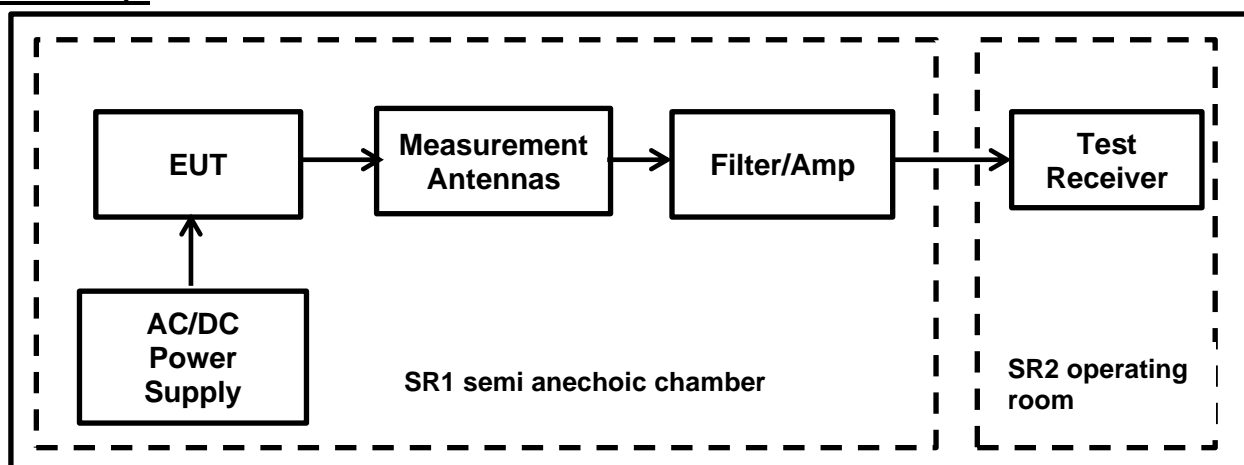 EUT
Measurement
Antennas
Filter/Amp
Test
Receiver
AC/DC
Power
Supply
SR1 semi anechoic chamber
SR2 operating
room